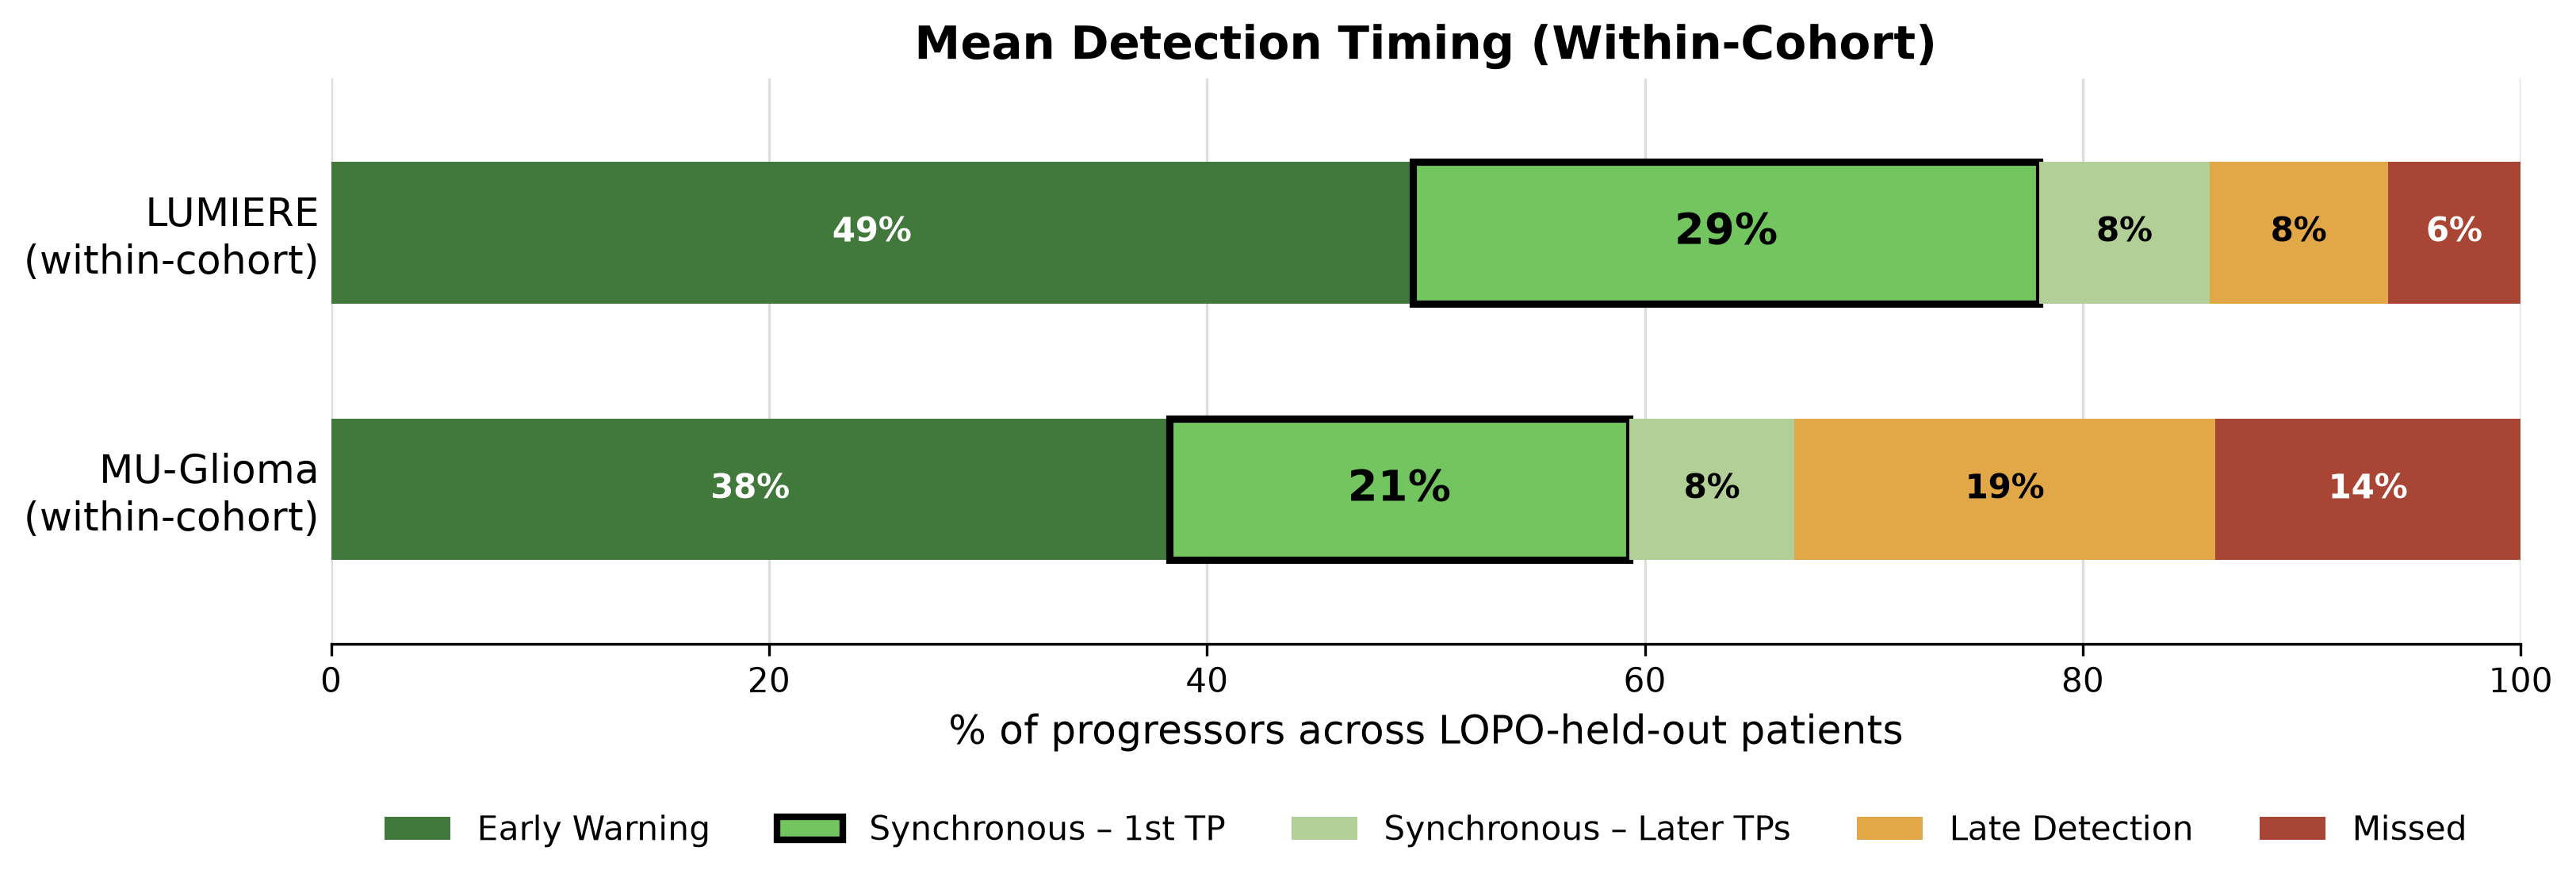 Mean Detection Timing (Within-Cohort)
LUMIERE
(within-cohort)
49%
29%
8%
8%
6%
MU-Glioma
(within-cohort)
38%
21%
8%
19%
14%
0
20
40
60
80
100
% of progressors across LOPO-held-out patients
Early Warning
Synchronous – 1st TP
Synchronous – Later TPs
Late Detection
Missed